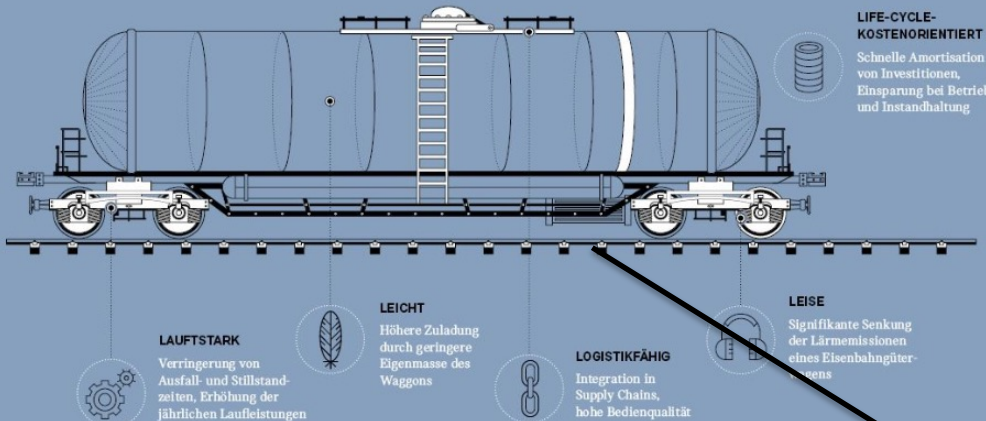 LIFE-CYCLE-
KOSTENORIENTIERT
Schnelle Amortisation
von Investitionen,
Einsparung bei Betrieb
und Instandhaltung
LAUFTSTARK
Verringerung von
Ausfall- und Stillstand-
zeiten, Erhöhung der
jährlichen Laufleistungen
LEICHT
Höhere Zuladung
durch geringere
Eigenmasse des
Waggons
LOGISTIKFÄHIG
Integration in
Supply Chains,
hohe Bedienqualität
LEISE
Signifikante Senkung
der Lärmemissionen
eines Eisenbahngüter-